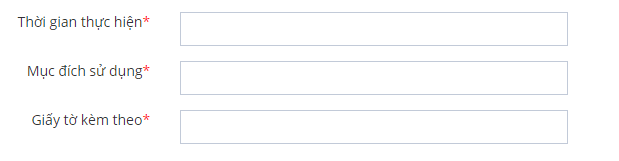 Thời gian thực hiện*
Mục đích sử dụng*
Giấy tờ kèm theo*